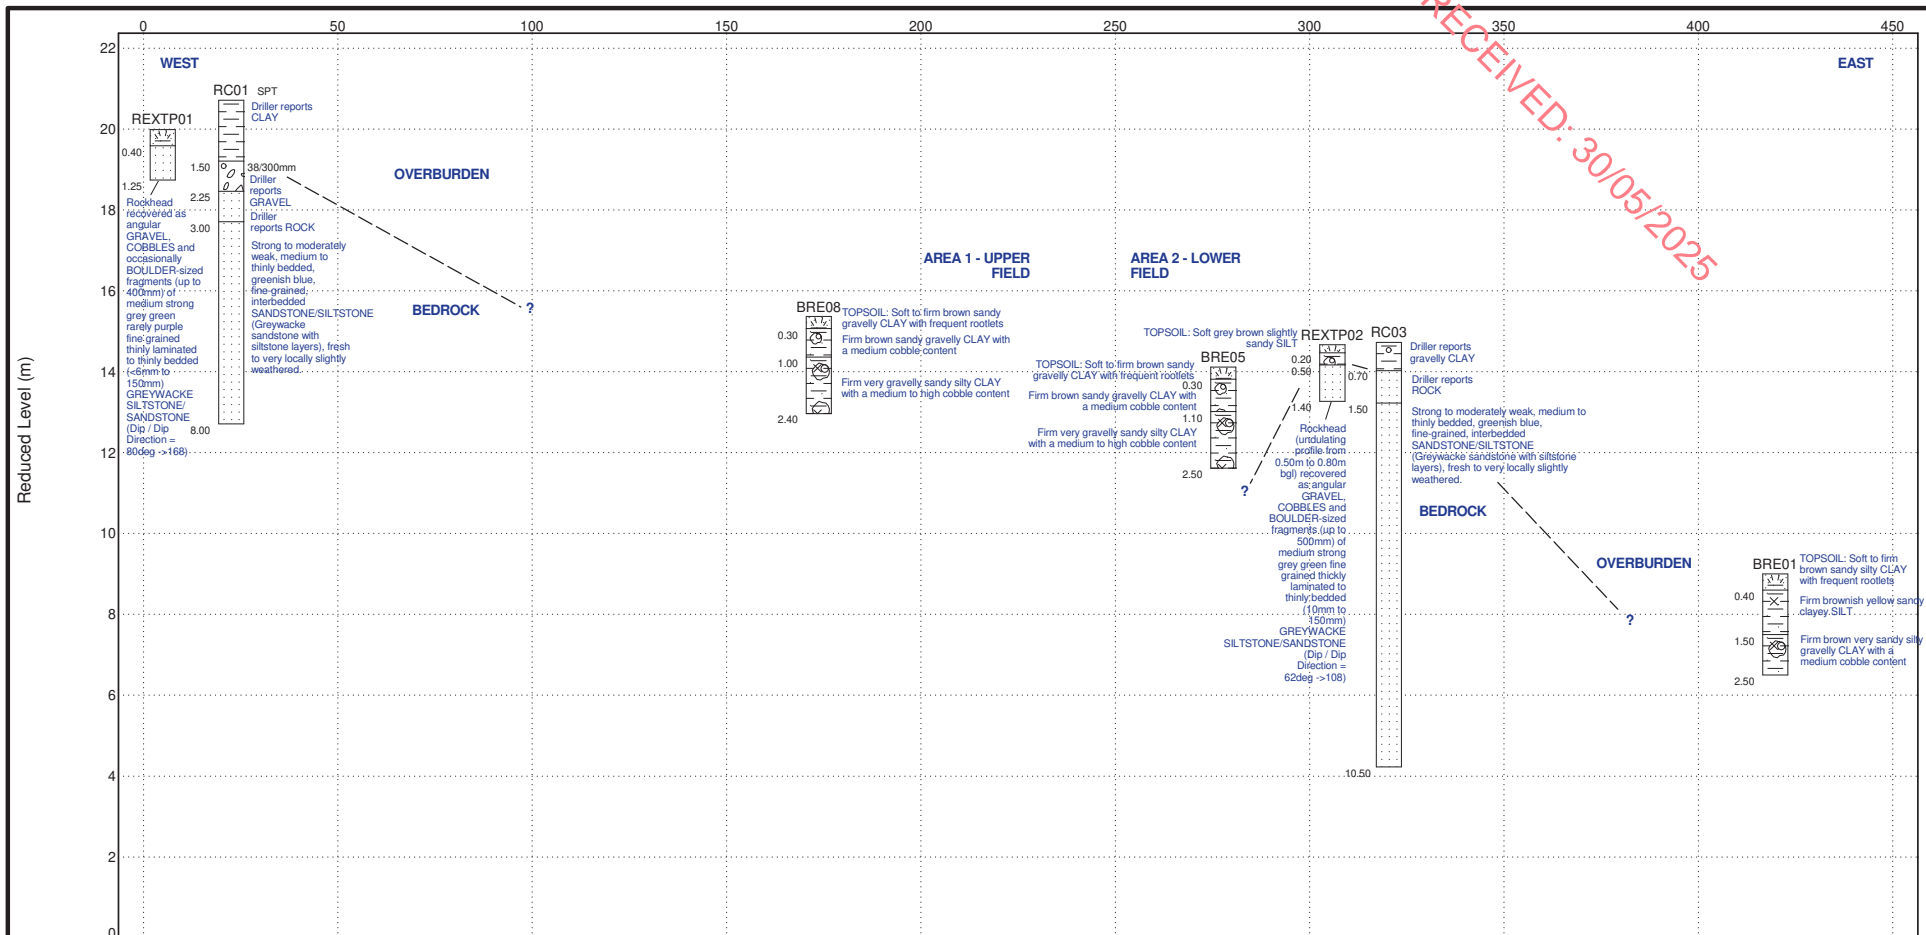 0 50 100 150 200 250 300 350 400 450
RECEIVED: 30/05/2025
22
20
18
16
14
12
10
8
6
4
2
0
Reduced Level (m)
WEST
EAST
REXTP01
0.40
1.25
Rockhead
recovered as
angular
GRAVEL,
COBBLES and
occasionally
BOULDER-sized
fragments (up to
400mm) of
medium strong
grey green
rarely purple
fine grained
thinly laminated
to thinly bedded
(<6mm to
150mm)
GREYWACKE
SILTSTONE/
SANDSTONE
(Dip / Dip
Direction =
80deg ->168)
RC01 SPT
Driller reports
CLAY
1.50
38/300mm
Driller
reports
GRAVEL
2.25
Driller
reports ROCK
3.00
Strong to moderately
weak, medium to
thinly bedded,
greenish blue,
fine-grained,
interbedded
SANDSTONE/SILTSTONE
(Greywacke
sandstone with
siltstone layers), fresh
to very locally slightly
weathered.
8.00
OVERBURDEN
BEDROCK
?
AREA 1 - UPPER
FIELD
AREA 2 - LOWER
FIELD
BRE08
TOPSOIL: Soft to firm brown sandy
gravelly CLAY with frequent rootlets
0.30
Firm brown sandy gravelly CLAY with
a medium cobble content
1.00
Firm very gravelly sandy silty CLAY
with a medium to high cobble content
2.40
BRE05
TOPSOIL: Soft to firm brown sandy
gravelly CLAY with frequent rootlets
0.30
Firm brown sandy gravelly CLAY with
a medium cobble content
1.10
Firm very gravelly sandy silty CLAY
with a medium to high cobble content
2.50
?
REXTP02
TOPSOIL: Soft grey brown slightly
sandy SILT
0.20
0.50
1.40
Rockhead
(undulating
profile from
0.50m to 0.80m
bgl) recovered
as angular
GRAVEL,
COBBLES and
BOULDER-sized
fragments (up to
500mm) of
medium strong
grey green fine
grained thickly
laminated to
thinly bedded
(10mm to
150mm)
GREYWACKE
SILTSTONE/SANDSTONE
(Dip / Dip
Direction =
62deg ->108)
RC03
Driller reports
gravelly CLAY
0.70
Driller reports
ROCK
1.50
Strong to moderately weak, medium to
thinly bedded, greenish blue,
fine-grained, interbedded
SANDSTONE/SILTSTONE
(Greywacke sandstone with siltstone
layers), fresh to very locally slightly
weathered.
10.50
BEDROCK
OVERBURDEN
?
BRE01
TOPSOIL: Soft to firm
brown sandy silty CLAY
with frequent rootlets
0.40
Firm brownish yellow sandy
clayey SILT
1.50
Firm brown very sandy silty
gravelly CLAY with a
medium cobble content
2.50